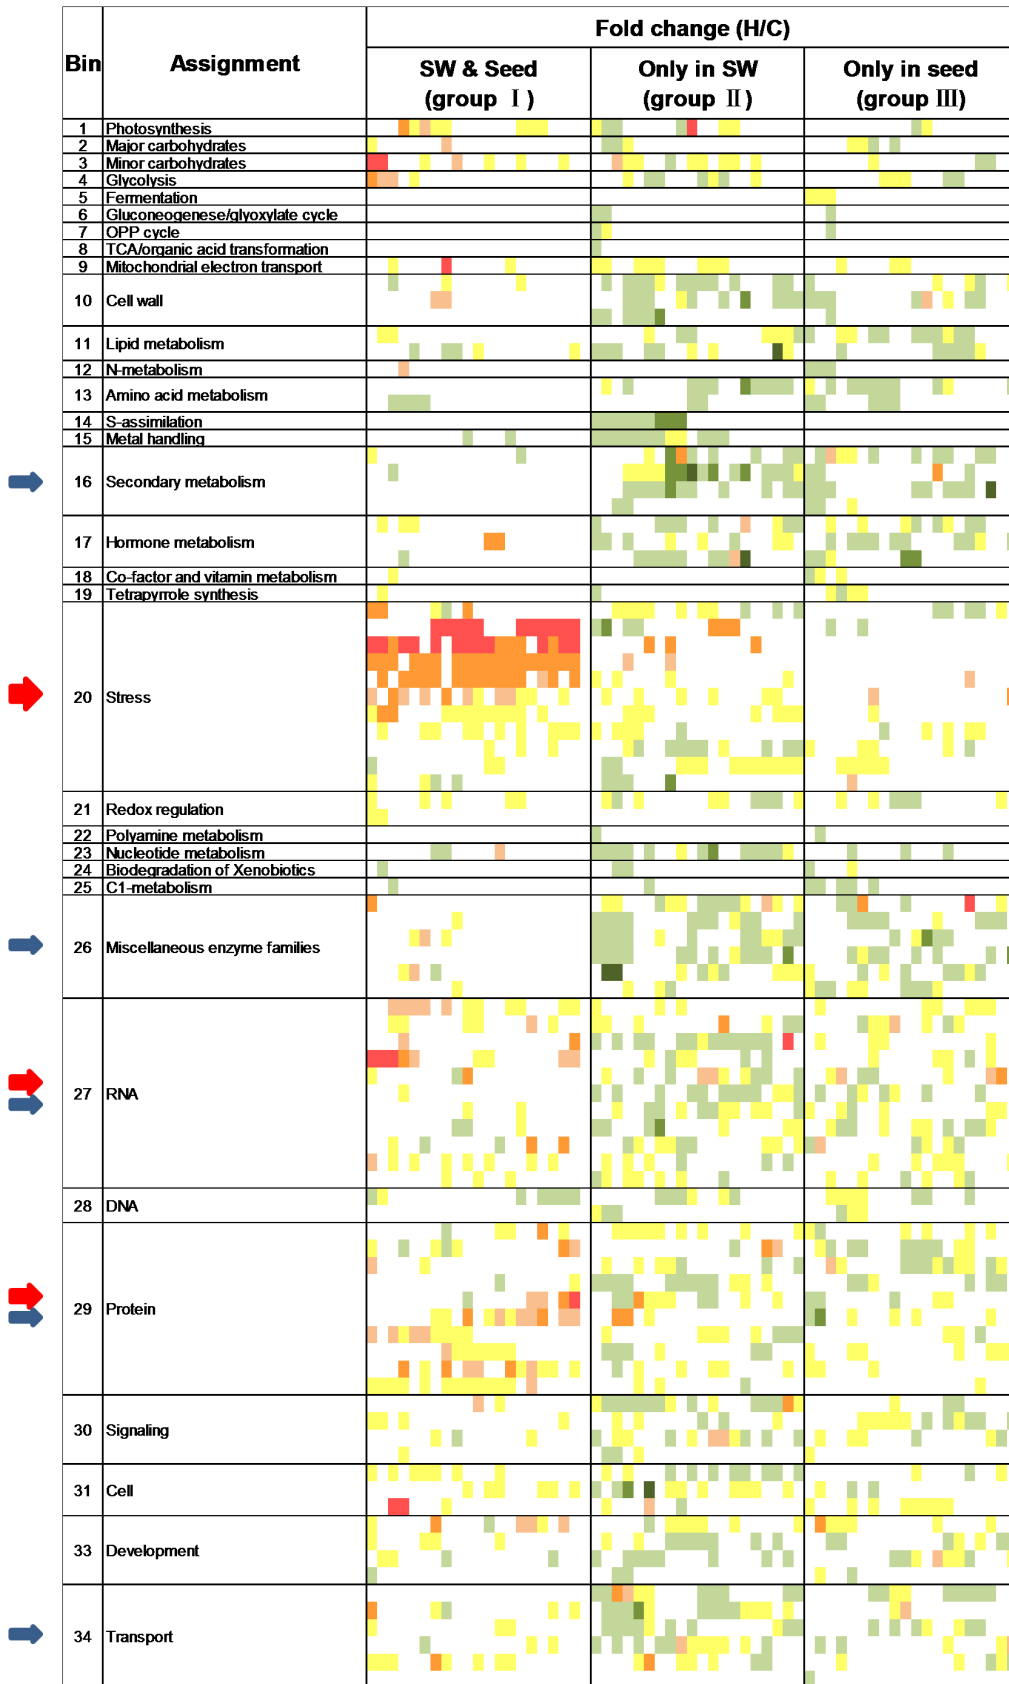 Bin Assignment Fold change (H/C)
SW & Seed (group Ⅰ) Only in SW (group Ⅱ) Only in seed (group Ⅲ)
1 Photosynthesis
2 Major carbohydrates
3 Minor carbohydrates
4 Glycolysis
5 Fermentation
6 Gluconeogenese/glyoxylate cycle
7 OPP cycle
8 TCA/organic acid transformation
9 Mitochondrial electron transport
10 Cell wall
11 Lipid metabolism
12 N-metabolism
13 Amino acid metabolism
14 S-assimilation
15 Metal handling
16 Secondary metabolism
17 Hormone metabolism
18 Co-factor and vitamin metabolism
19 Tetrapyrrole synthesis
20 Stress
21 Redox regulation
22 Polyamine metabolism
23 Nucleotide metabolism
24 Biodegradation of Xenobiotics
25 C1-metabolism
26 Miscellaneous enzyme families
27 RNA
28 DNA
29 Protein
30 Signaling
31 Cell
33 Development
34 Transport